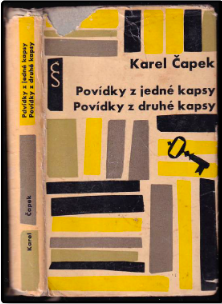 Povídky z jedné kapsy
Povídky z druhé kapsy
Čapek
Karel
Karel Čapek
Povídky z jedné kapsy
Povídky z druhé kapsy